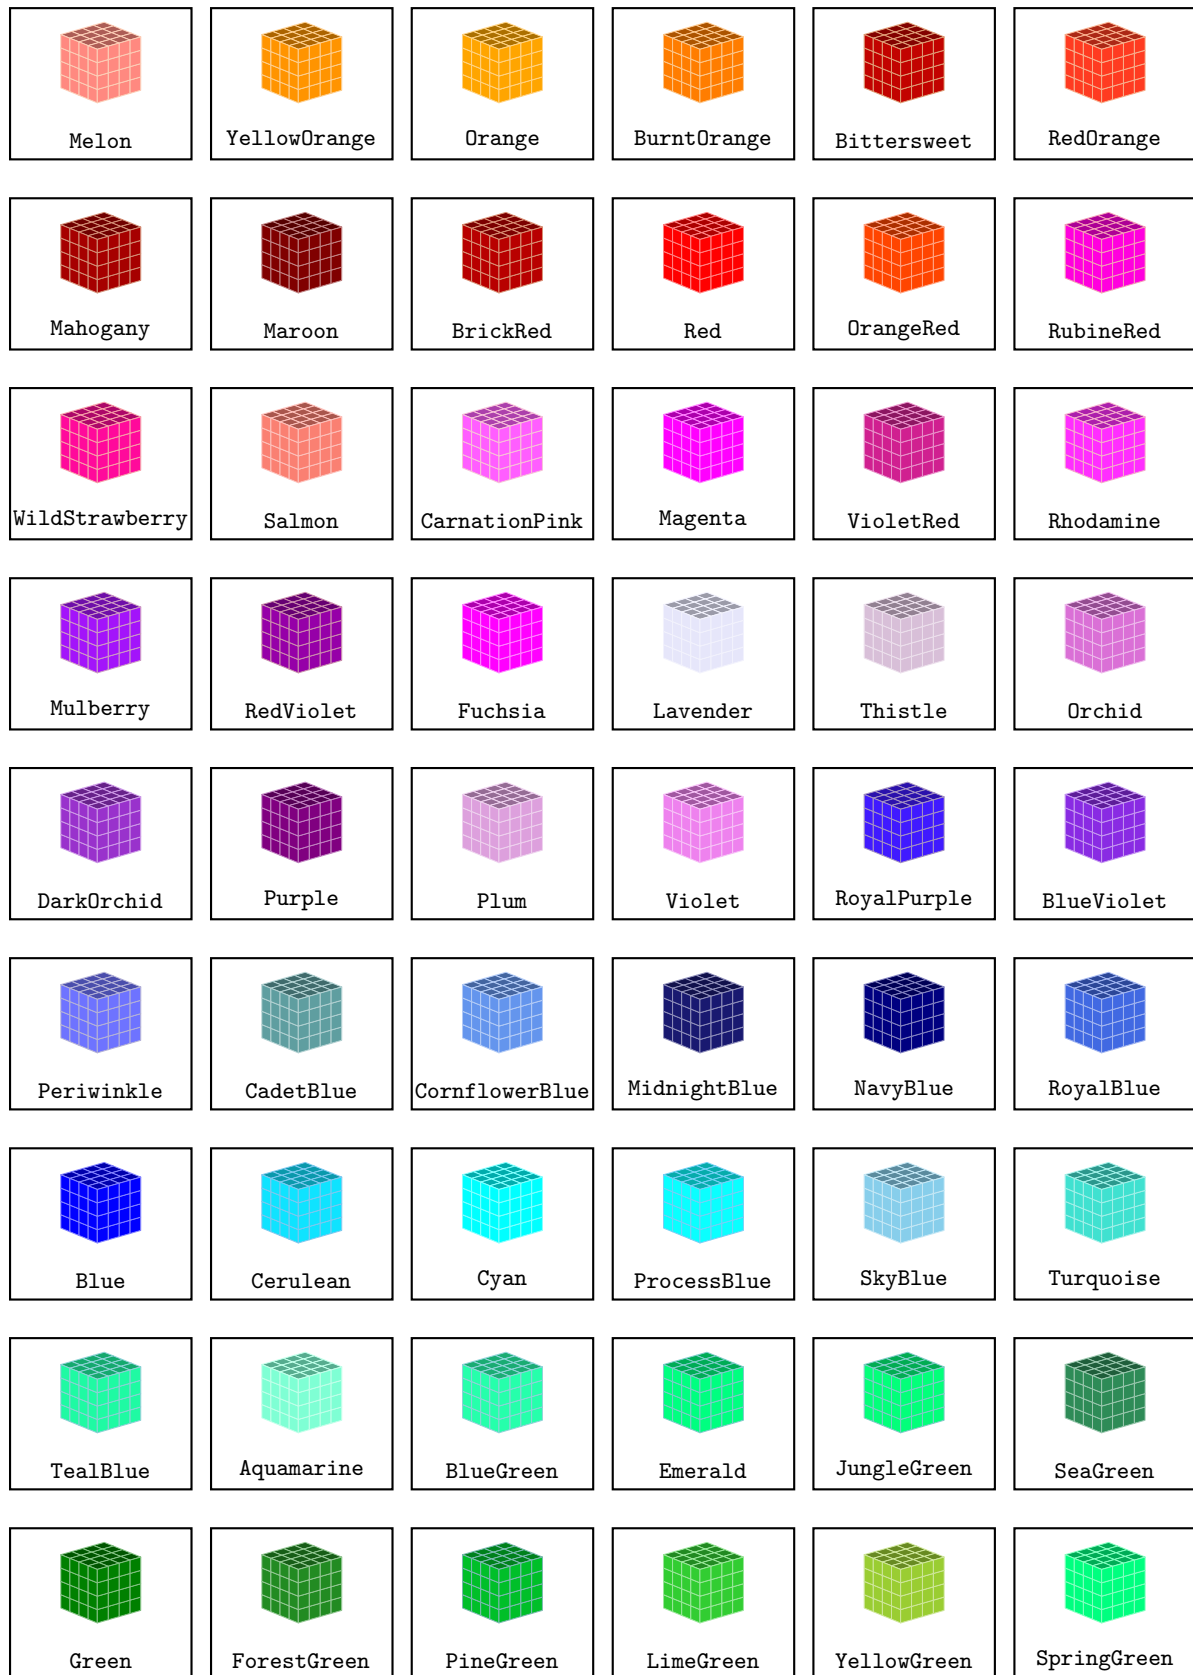 Melon YellowOrange Orange BurntOrange Bittersweet RedOrange
Mahogany Maroon BrickRed Red OrangeRed RubineRed
WildStrawberry Salmon CarnationPink Magenta VioletRed Rhodamine
Mulberry RedViolet Fuchsia Lavender Thistle Orchid
DarkOrchid Purple Plum Violet RoyalPurple BlueViolet
Periwinkle CadetBlue CornflowerBlue MidnightBlue NavyBlue RoyalBlue
Blue Cerulean Cyan ProcessBlue SkyBlue Turquoise
TealBlue Aquamarine BlueGreen Emerald JungleGreen SeaGreen
Green ForestGreen PineGreen LimeGreen YellowGreen SpringGreen